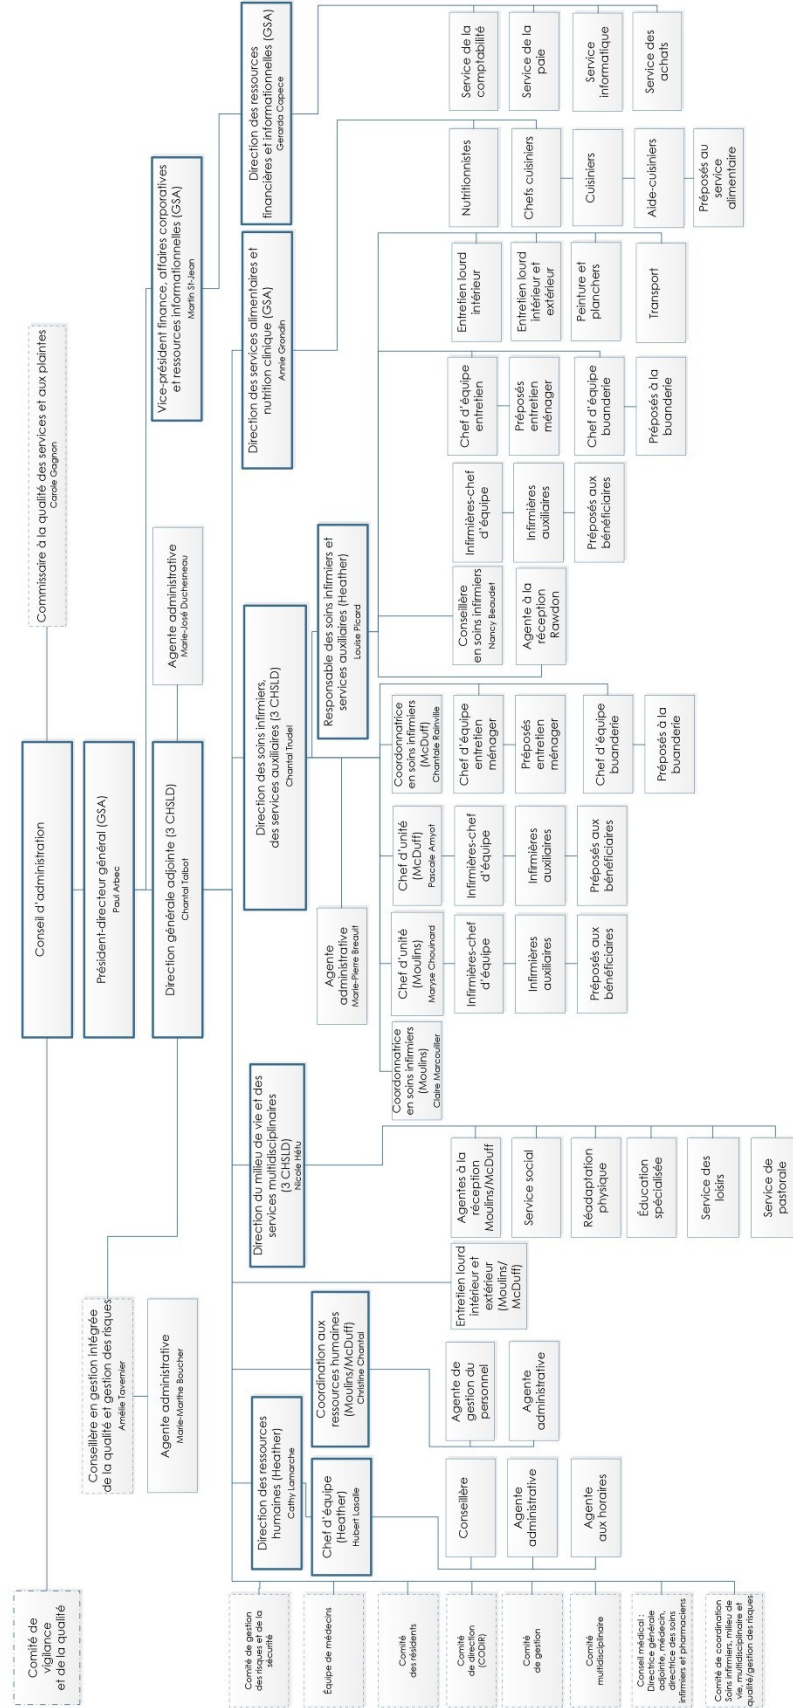 Comité de
vigilance
et de la qualité
Conseil d'administration
Commissaire à la qualité des services et aux plaintes
Carole Gagnon
Président-directeur général (GSA)
Paul Arbec
Conseillère en gestion intégrée
de la qualité et gestion des risques
Amélie Tavernier
Agente administrative
Marie-Marthe Boucher
Direction générale adjointe (3 CHSLD)
Chantal Talbot
Agente administrative
Marie-José Duchesneau
Vice-président finance, affaires corporatives
et ressources informationnelles (GSA)
Martin St-Jean
Comité de gestion
des risques et de la
sécurité
Équipe de médecins
Comité
des résidents
Comité
de direction
(CODIR)
Comité
de gestion
Comité
multidisciplinaire
Conseil médical :
Directrice générale
adjointe, médecin,
directrice des soins
infirmiers et pharmaciens
Comité de coordination
Soins infirmiers, milieu de
vie, multidisciplinaire et
qualité/gestion des risques
Direction des ressources
humaines (Heather)
Cathy Lamarche
Chef d'équipe
(Heather)
Hubert Lasalle
Conseillère
Agente
administrative
Agente
aux horaires
Coordination aux
ressources humaines
(Moulins/McDuff)
Christine Chantal
Agente de
gestion du
personnel
Agente
administrative
Entretien lourd
intérieur et
extérieur
(Moulins/
McDuff)
Direction du milieu de vie et des
services multidisciplinaires
(3 CHSLD)
Nicole Hétu
Agentes à la
réception
Moulins/McDuff
Service social
Réadaptation
physique
Éducation
spécialisée
Service des
loisirs
Service de
pastorale
Direction des soins infirmiers,
des services auxiliaires (3 CHSLD)
Chantal Trudel
Agente
administrative
Marie-Pierre Breault
Coordonnatrice
en soins infirmiers
(Moulins)
Claire Marcouiller
Chef d'unité
(Moulins)
Maryse Chouinard
Infirmières-chef
d'équipe
Infirmières
auxiliaires
Préposés aux
bénéficiaires
Chef d'unité
(McDuff)
Pascale Amyot
Infirmières-chef
d'équipe
Infirmières
auxiliaires
Préposés aux
bénéficiaires
Coordonnatrice
en soins infirmiers
(McDuff)
Chantale Rainville
Chef d'équipe
entretien
ménager
Préposés
entretien
ménager
Chef d'équipe
buanderie
Préposés à la
buanderie
Responsable des soins infirmiers et
services auxiliaires (Heather)
Louise Picard
Conseillère
en soins infirmiers
Nancy Beaudet
Agente à la
réception
Rawdon
Infirmières-chef
d'équipe
Infirmières
auxiliaires
Préposés aux
bénéficiaires
Chef d'équipe
entretien
Préposés
entretien
ménager
Chef d'équipe
buanderie
Préposés à la
buanderie
Entretien lourd
intérieur
Entretien lourd
intérieur et
extérieur
Peinture et
planchers
Transport
Direction des services alimentaires et
nutrition clinique (GSA)
Annie Grondin
Nutritionnistes
Chefs cuisiniers
Cuisiniers
Aide-cuisiniers
Préposés au
service
alimentaire
Direction des ressources
financières et informationnelles (GSA)
Gerarda Capece
Service de la
comptabilité
Service de la
paie
Service
informatique
Service des
achats